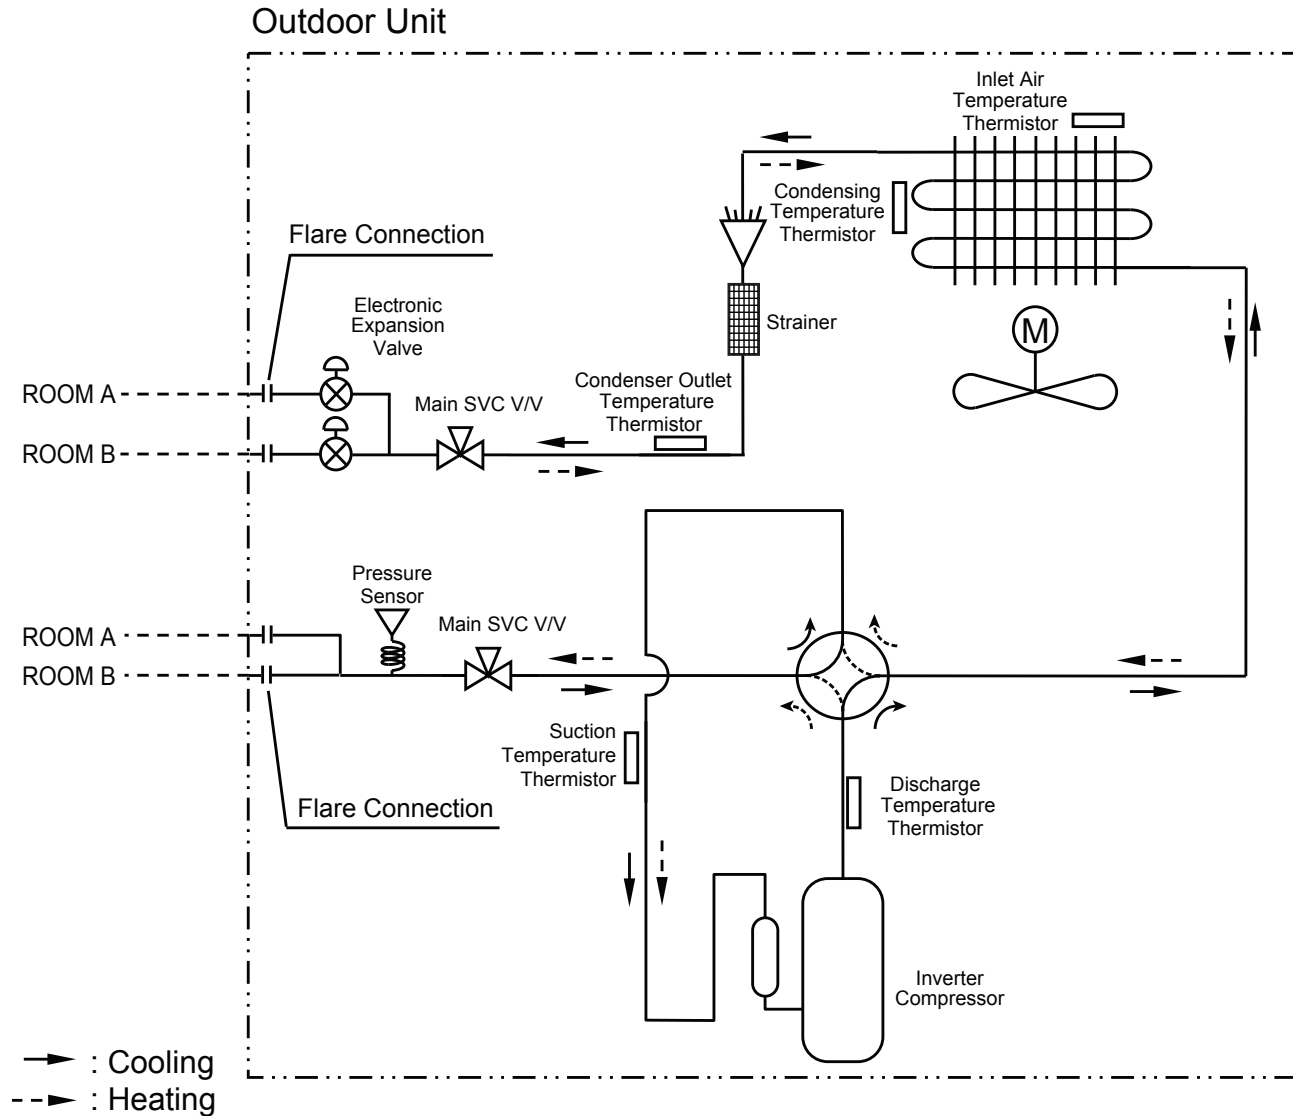 Outdoor Unit
Inlet Air
Temperature
Thermistor
Condensing
Temperature
Thermistor
Flare Connection
Electronic
Expansion
Valve
Strainer
M
ROOM A
Condenser Outlet
Temperature
Thermistor
Main SVC V/V
ROOM B
Pressure
Sensor
Main SVC V/V
ROOM A
ROOM B
Suction
Temperature
Thermistor
Flare Connection
Discharge
Temperature
Thermistor
Inverter
Compressor
: Cooling
: Heating